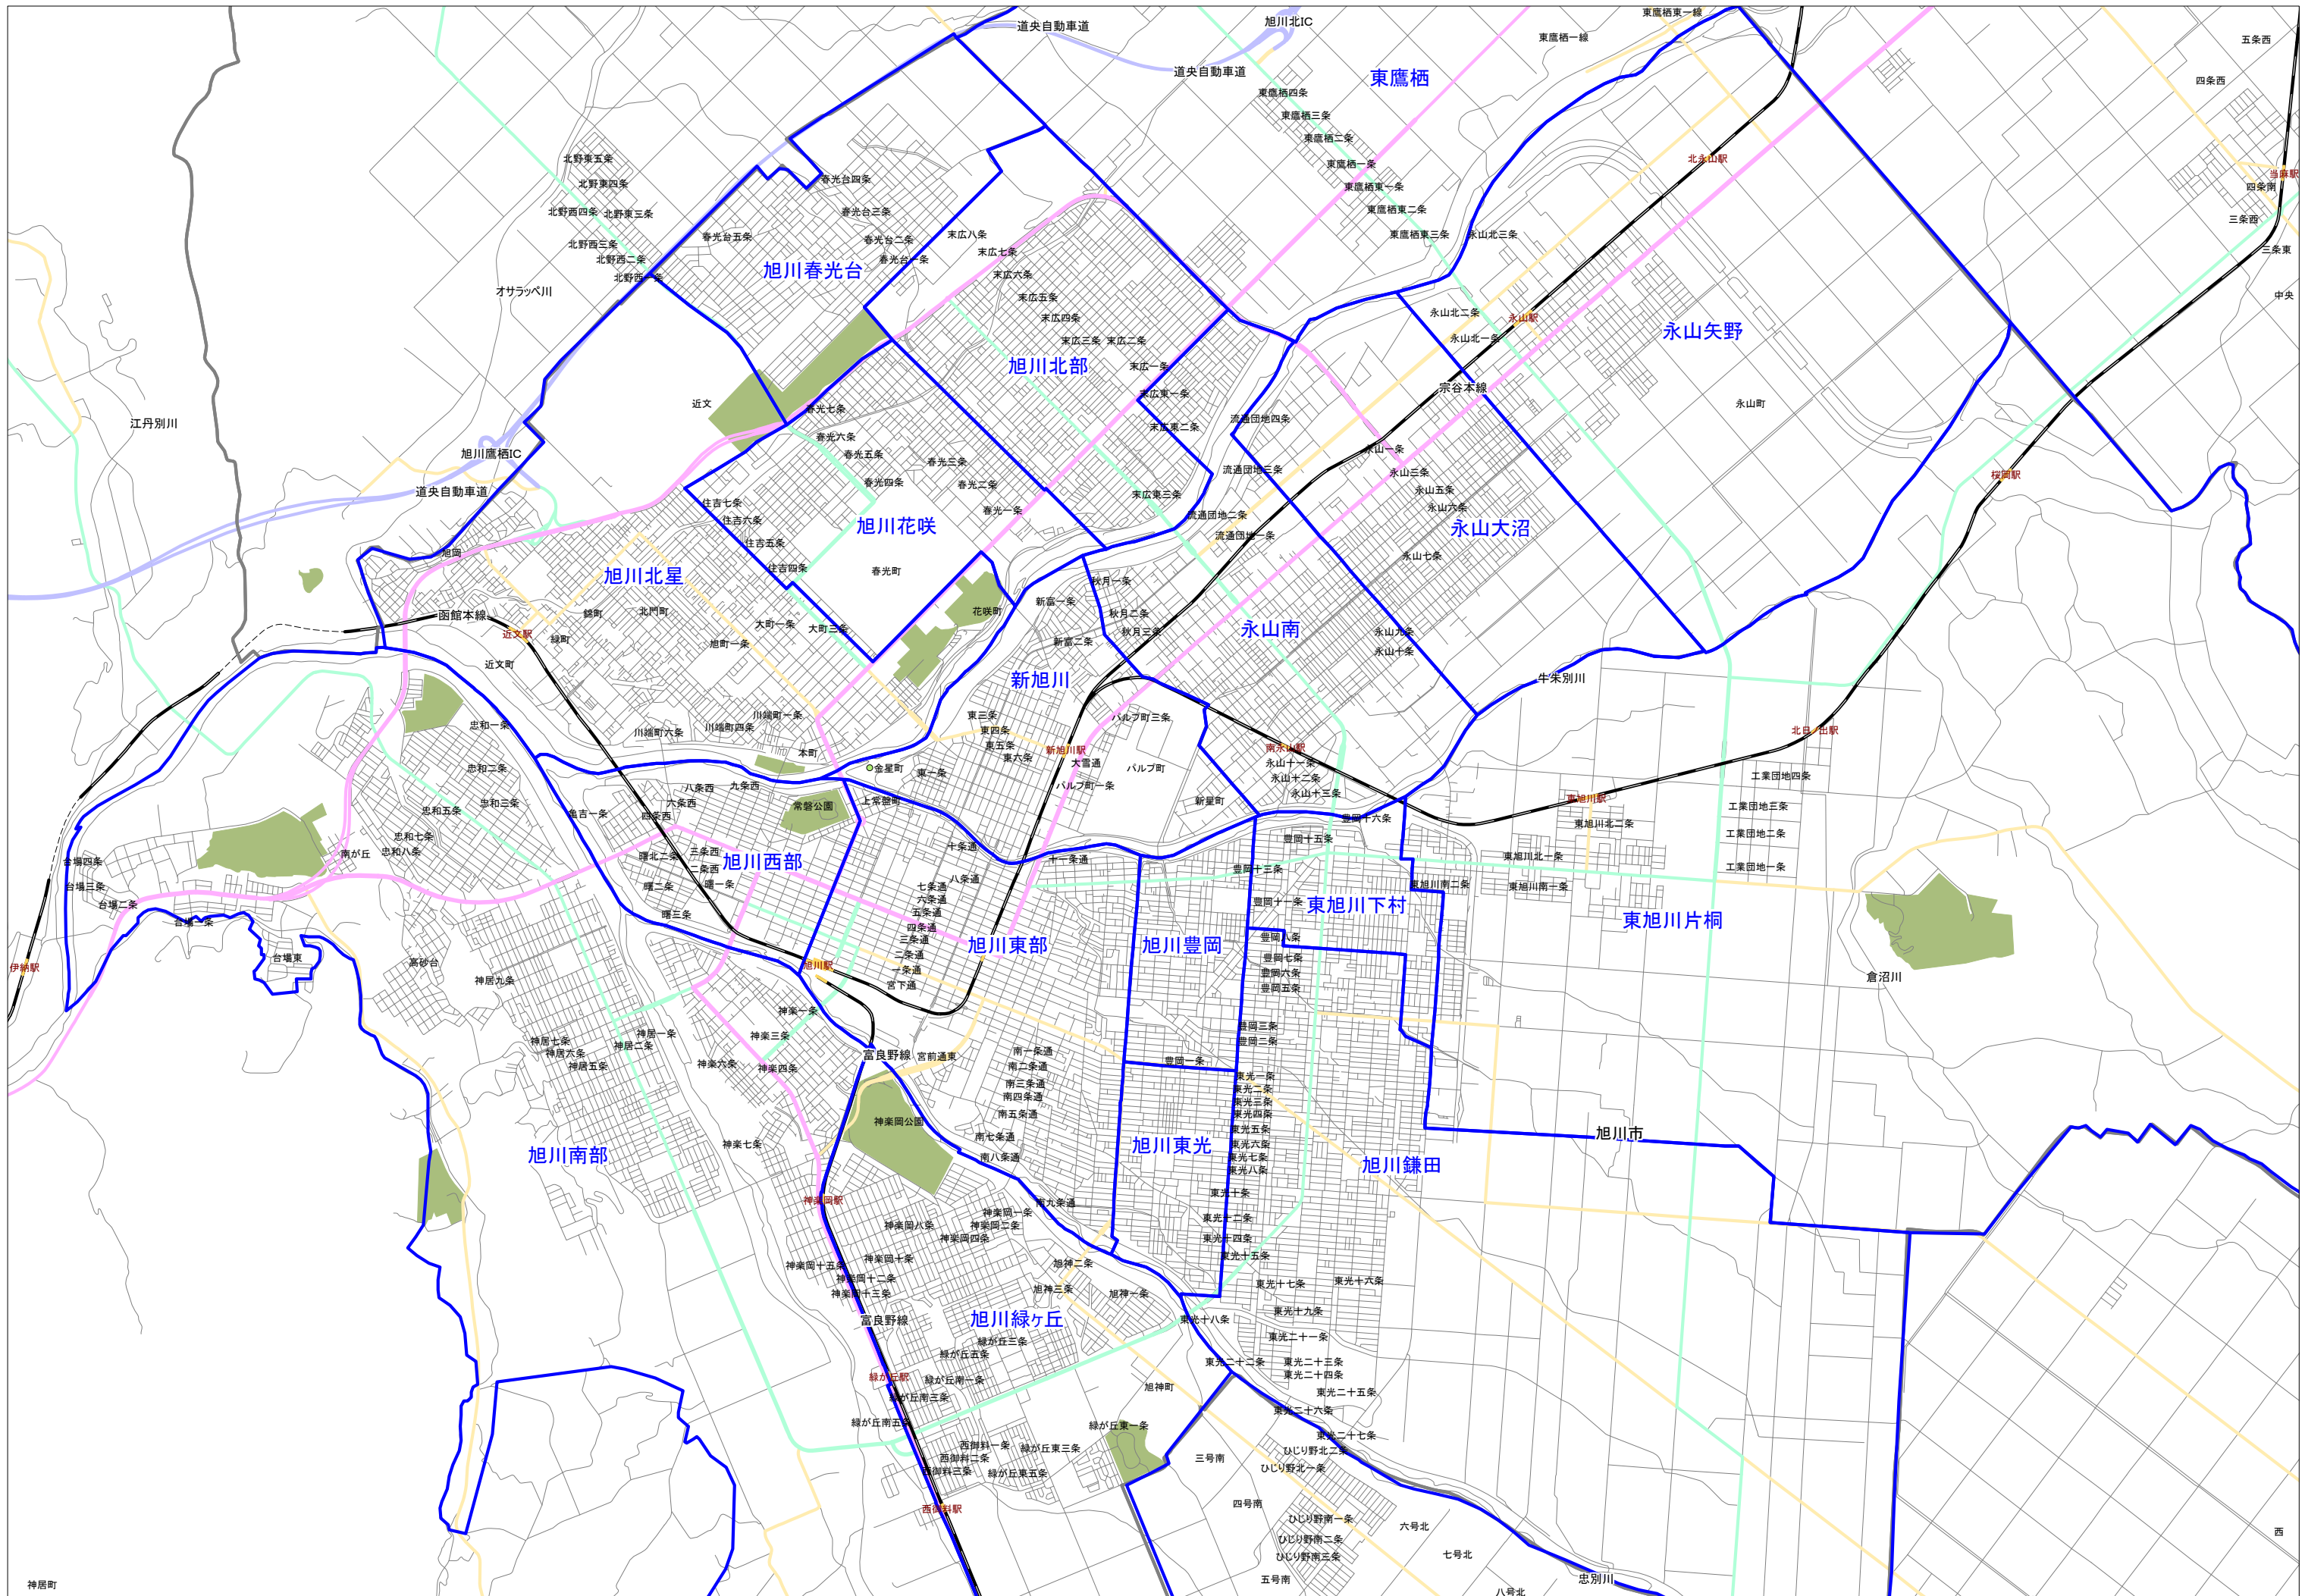 道央自動車道
旭川北IC
東鷹栖東一線
東鷹栖一線
五条西
道央自動車道
東鷹栖
四条西
東鷹栖四条
東鷹栖三条
東鷹栖二条
北野東五条
東鷹栖一条
北永山駅
当麻駅
北野東四条
春光台四条
東鷹栖東一条
四条南
北野西四条
北野東三条
春光台三条
東鷹栖東二条
三条西
北野西三条
春光台五条
春光台二条
末広八条
東鷹栖東三条
永山北三条
三条東
北野西二条
春光台一条
末広七条
北野西一条
旭川春光台
末広六条
オサラッペ川
末広五条
中央
末広四条
永山北二条
永山駅
永山矢野
末広三条
末広二条
永山北一条
旭川北部
末広一条
宗谷本線
近文
春光七条
末広東一条
永山町
江丹別川
流通団地四条
末広東二条
春光六条
旭川鷹栖IC
春光五条
春光三条
永山一条
流通団地三条
永山三条
桜岡駅
道央自動車道
春光四条
春光二条
末広東三条
永山五条
住吉七条
春光一条
永山六条
住吉六条
旭川花咲
流通団地二条
永山大沼
流通団地一条
住吉五条
旭岡
永山七条
住吉四条
春光町
旭川北星
秋月一条
新富一条
花咲町
函館本線
錦町
北門町
秋月二条
近文駅
緑町
大町一条
大町三条
秋月三条
永山南
永山九条
旭町一条
新富二条
永山十条
近文町
新旭川
牛朱別川
川端町一条
東三条
パルプ町三条
忠和一条
川端町四条
川端町六条
東四条
北日ノ出駅
東五条
新旭川駅
南永山駅
本町
東六条
大雪通
永山十一条
忠和二条
金星町
東一条
パルプ町
工業団地四条
永山十二条
八条西
九条西
パルプ町一条
永山十三条
東旭川駅
忠和三条
六条西
常磐公園
上常盤町
新星町
工業団地三条
忠和五条
亀吉一条
四条西
豊岡十六条
東旭川北二条
忠和七条
豊岡十五条
工業団地二条
南が丘
忠和八条
十条通
曙北二条
三条西
旭川西部
十一条通
東旭川北一条
台場四条
二条西
豊岡十三条
工業団地一条
台場三条
曙二条
曙一条
七条通
八条通
東旭川南二条
東旭川南一条
台場二条
六条通
豊岡十一条
東旭川下村
台場一条
曙三条
五条通
東旭川片桐
四条通
三条通
旭川東部
旭川豊岡
豊岡八条
台場東
二条通
豊岡七条
伊納駅
高砂台
旭川駅
一条通
豊岡六条
倉沼川
神居九条
宮下通
豊岡五条
神楽一条
豊岡三条
神居七条
神居一条
神楽三条
豊岡二条
神居六条
神居二条
富良野線
宮前通東
南一条通
豊岡一条
神居五条
神楽六条
神楽四条
南二条通
東光一条
南三条通
東光二条
南四条通
東光三条
神楽岡公園
南五条通
東光四条
東光五条
旭川市
神楽七条
南七条通
旭川東光
東光六条
旭川南部
南八条通
東光七条
旭川鎌田
東光八条
神楽岡駅
南九条通
東光十条
神楽岡一条
神楽岡八条
神楽岡二条
東光十二条
神楽岡四条
東光十四条
神楽岡十条
東光十五条
神楽岡十五条
旭神二条
神楽岡十二条
東光十七条
東光十六条
神楽岡十三条
旭神三条
旭神一条
富良野線
旭川緑ヶ丘
東光十九条
東光十八条
緑が丘三条
東光二十一条
緑が丘五条
東光二十二条
東光二十三条
緑が丘駅
緑が丘南一条
旭神町
東光二十四条
緑が丘南三条
東光二十五条
緑が丘南五条
緑が丘東一条
東光二十六条
西御料一条
緑が丘東三条
東光二十七条
西御料二条
三号南
ひじり野北二条
西御料三条
緑が丘東五条
ひじり野北一条
西御料駅
四号南
ひじり野南一条
六号北
西
ひじり野南二条
ひじり野南三条
七号北
神居町
五号南
忠別川
八号北